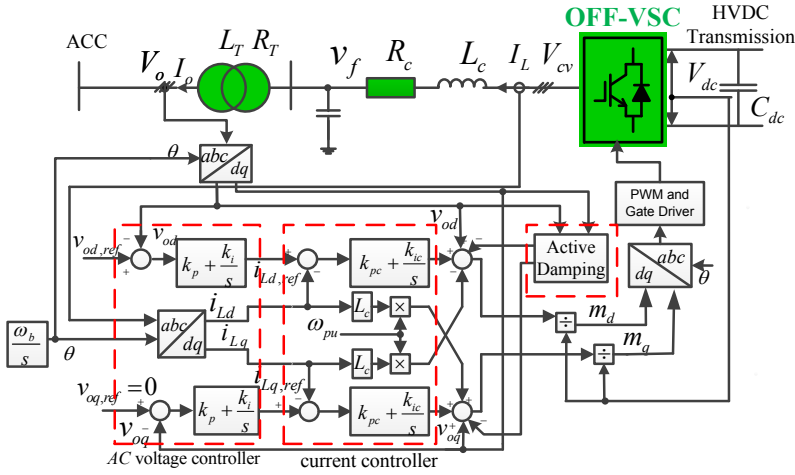 ACC
V_o
I_o
L_T
R_T
v_f
R_c
L_c
I_L
V_cv
OFF-VSC
HVDC
Transmission
V_dc
C_dc
θ
abc
dq
PWM and
Gate Driver
v_od,ref
-
+
v_od
k_p + k_i/s
i_Ld,ref
+
-
k_pc + k_ic/s
v_od
-
-
Active
Damping
abc
dq
θ
ω_b/s
θ
abc
dq
i_Ld
i_Lq
L_c
×
ω_pu
L_c
×
÷
m_d
÷
m_q
v_oq,ref = 0
+
v_oq
-
k_p + k_i/s
i_Lq,ref
+
-
k_pc + k_ic/s
+
+
v_oq
+
-
AC voltage controller
current controller